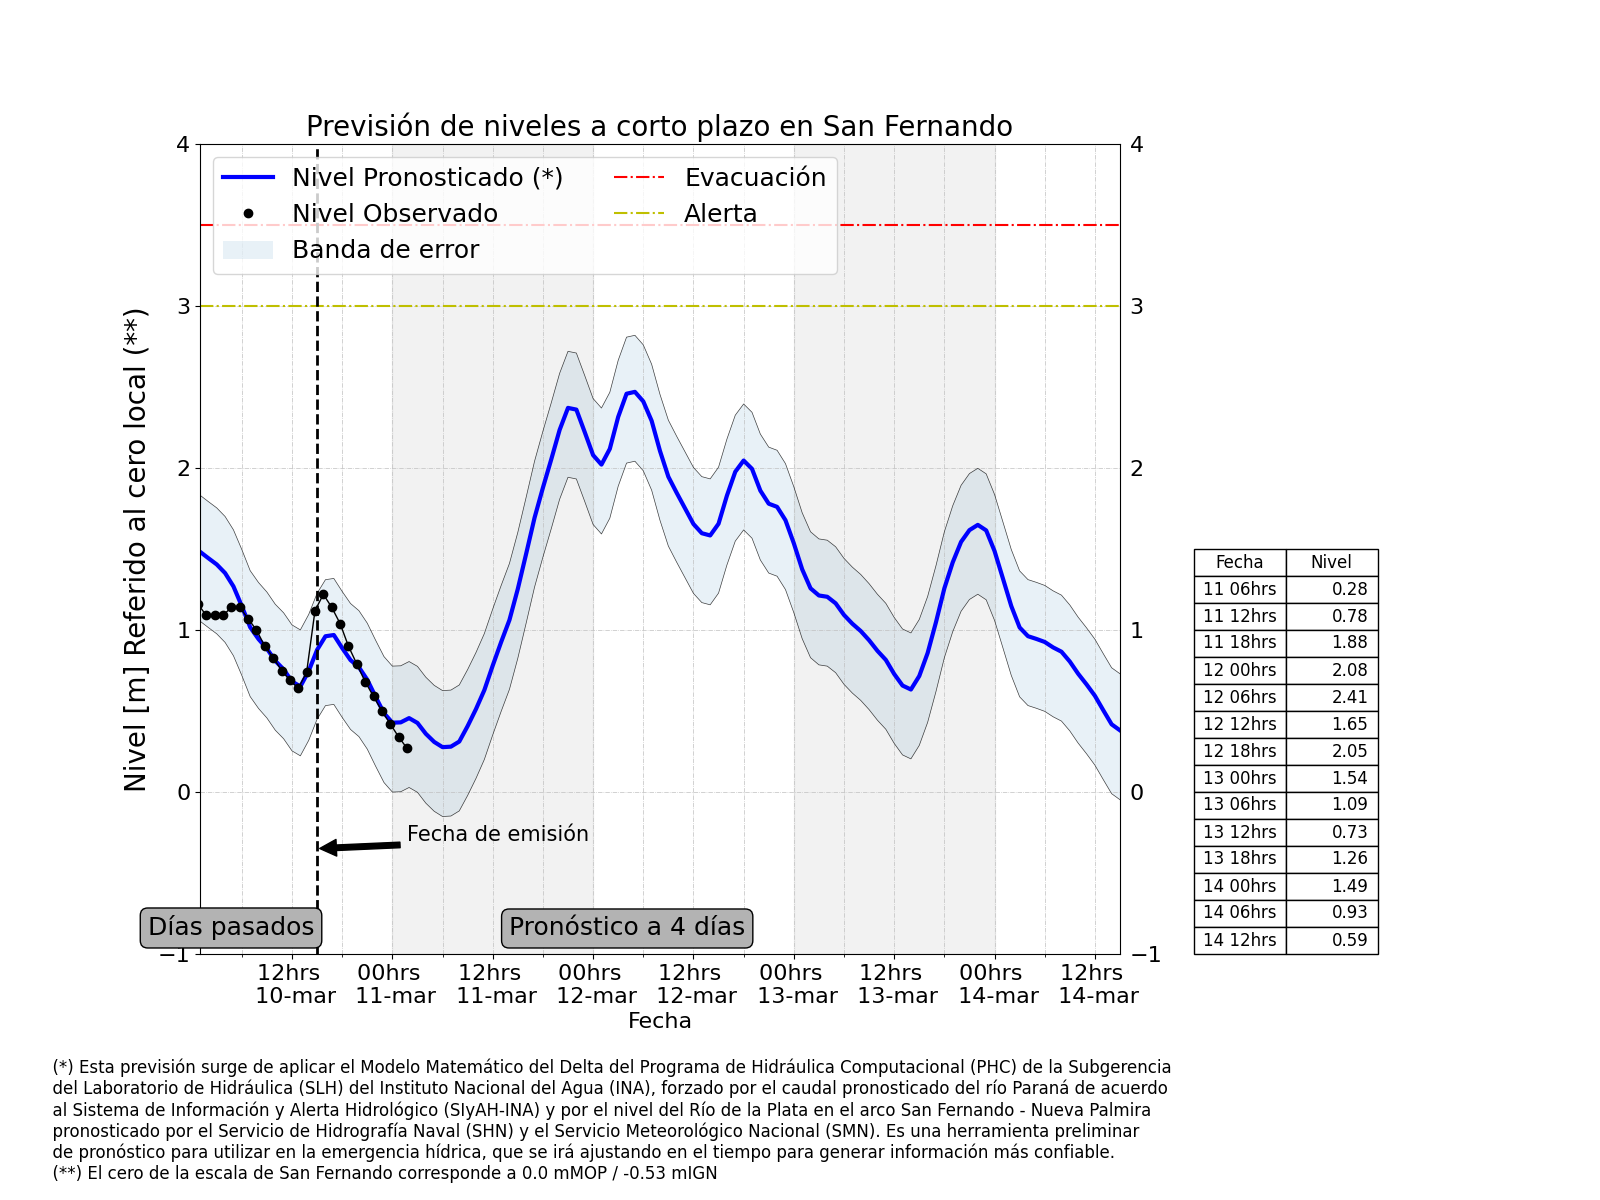 Previsión de niveles a corto plazo en San Fernando
4
4
Nivel Pronosticado (*)
Evacuación
Nivel Observado
Alerta
Banda de error
3
3
Nivel [m] Referido al cero local (**)
2
2
1
1
0
0
Fecha de emisión
Días pasados
Pronóstico a 4 días
−1
−1
12hrs 00hrs 12hrs 00hrs 12hrs 00hrs 12hrs 00hrs 12hrs
10-mar 11-mar 11-mar 12-mar 12-mar 13-mar 13-mar 14-mar 14-mar
Fecha
Fecha Nivel
11 06hrs 0.28
11 12hrs 0.78
11 18hrs 1.88
12 00hrs 2.08
12 06hrs 2.41
12 12hrs 1.65
12 18hrs 2.05
13 00hrs 1.54
13 06hrs 1.09
13 12hrs 0.73
13 18hrs 1.26
14 00hrs 1.49
14 06hrs 0.93
14 12hrs 0.59
(*) Esta previsión surge de aplicar el Modelo Matemático del Delta del Programa de Hidráulica Computacional (PHC) de la Subgerencia
del Laboratorio de Hidráulica (SLH) del Instituto Nacional del Agua (INA), forzado por el caudal pronosticado del río Paraná de acuerdo
al Sistema de Información y Alerta Hidrológico (SIyAH-INA) y por el nivel del Río de la Plata en el arco San Fernando - Nueva Palmira
pronosticado por el Servicio de Hidrografía Naval (SHN) y el Servicio Meteorológico Nacional (SMN). Es una herramienta preliminar
de pronóstico para utilizar en la emergencia hídrica, que se irá ajustando en el tiempo para generar información más confiable.
(**) El cero de la escala de San Fernando corresponde a 0.0 mMOP / -0.53 mIGN